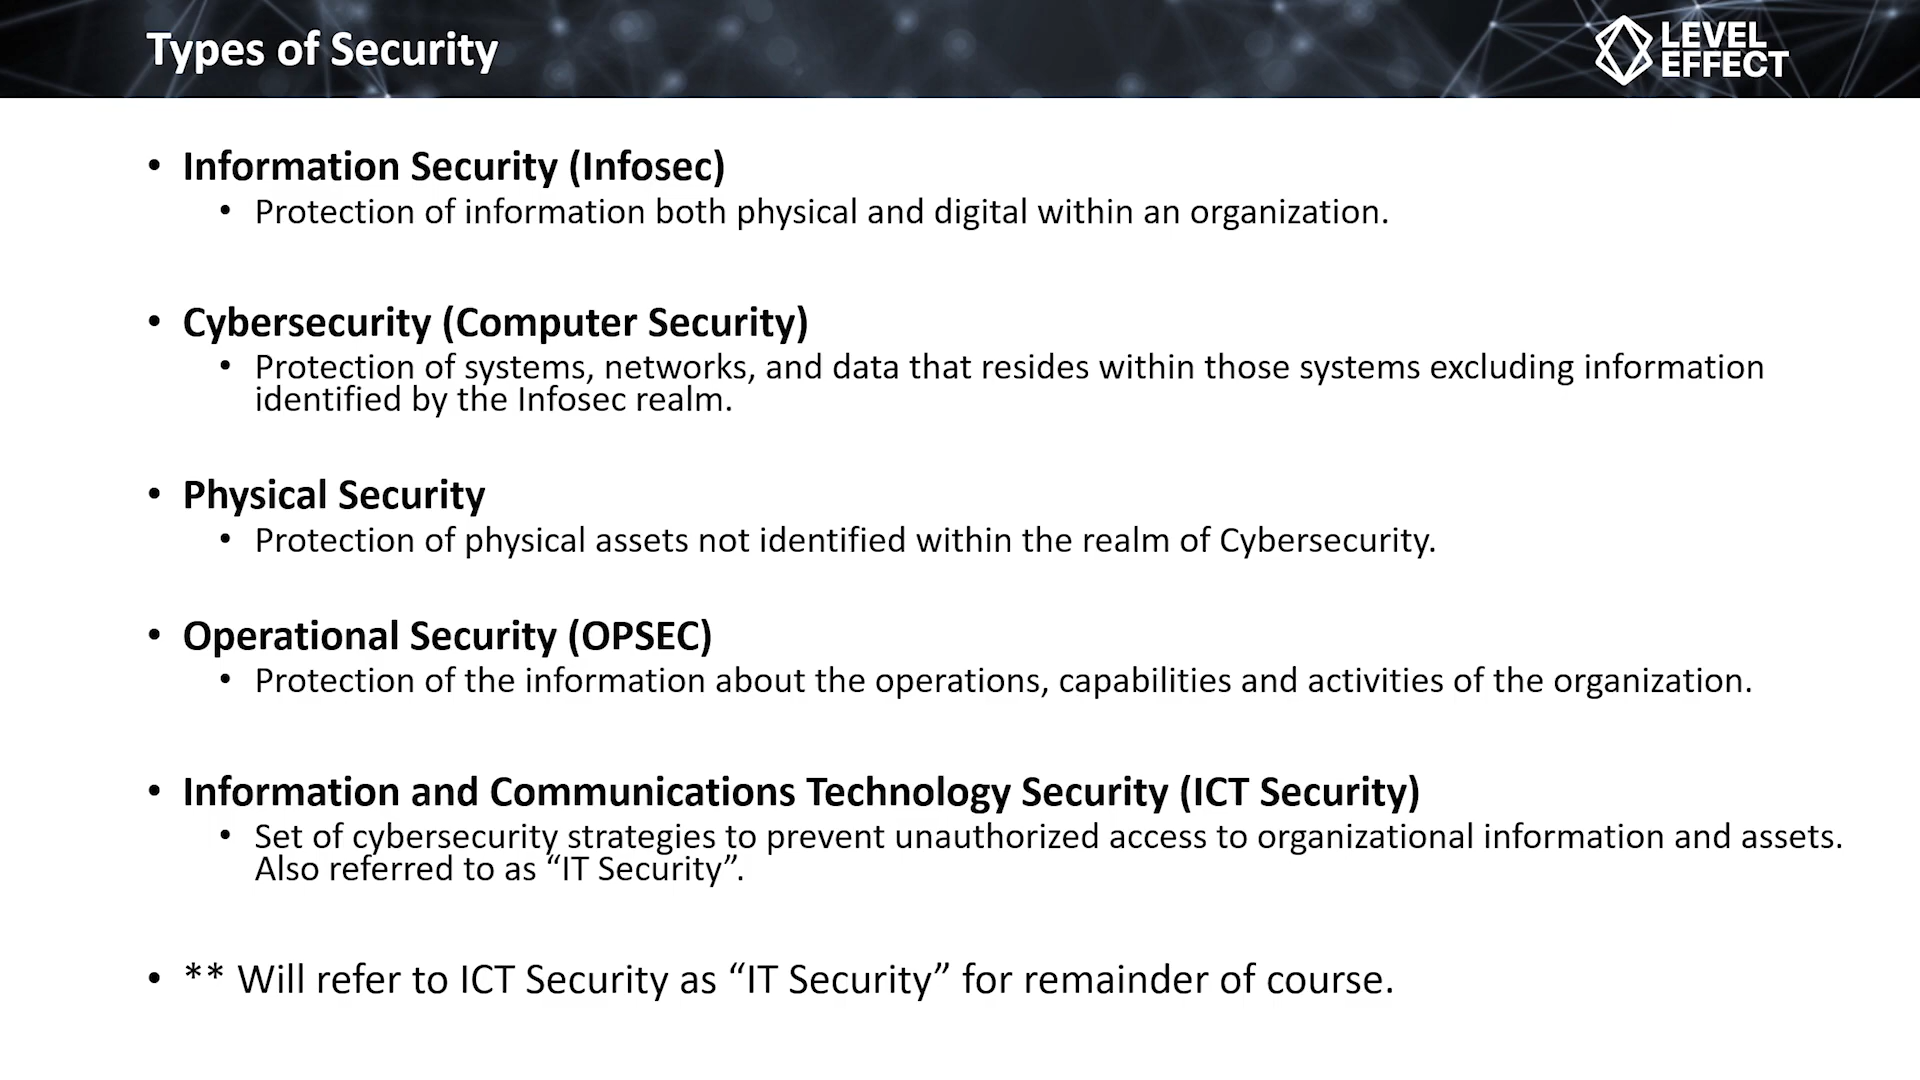 Types of Security
LEVEL
EFFECT
• Information Security (Infosec)
• Protection of information both physical and digital within an organization.
• Cybersecurity (Computer Security)
• Protection of systems, networks, and data that resides within those systems excluding information
identified by the Infosec realm.
• Physical Security
• Protection of physical assets not identified within the realm of Cybersecurity.
• Operational Security (OPSEC)
• Protection of the information about the operations, capabilities and activities of the organization.
• Information and Communications Technology Security (ICT Security)
• Set of cybersecurity strategies to prevent unauthorized access to organizational information and assets.
Also referred to as “IT Security”.
• ** Will refer to ICT Security as “IT Security” for remainder of course.